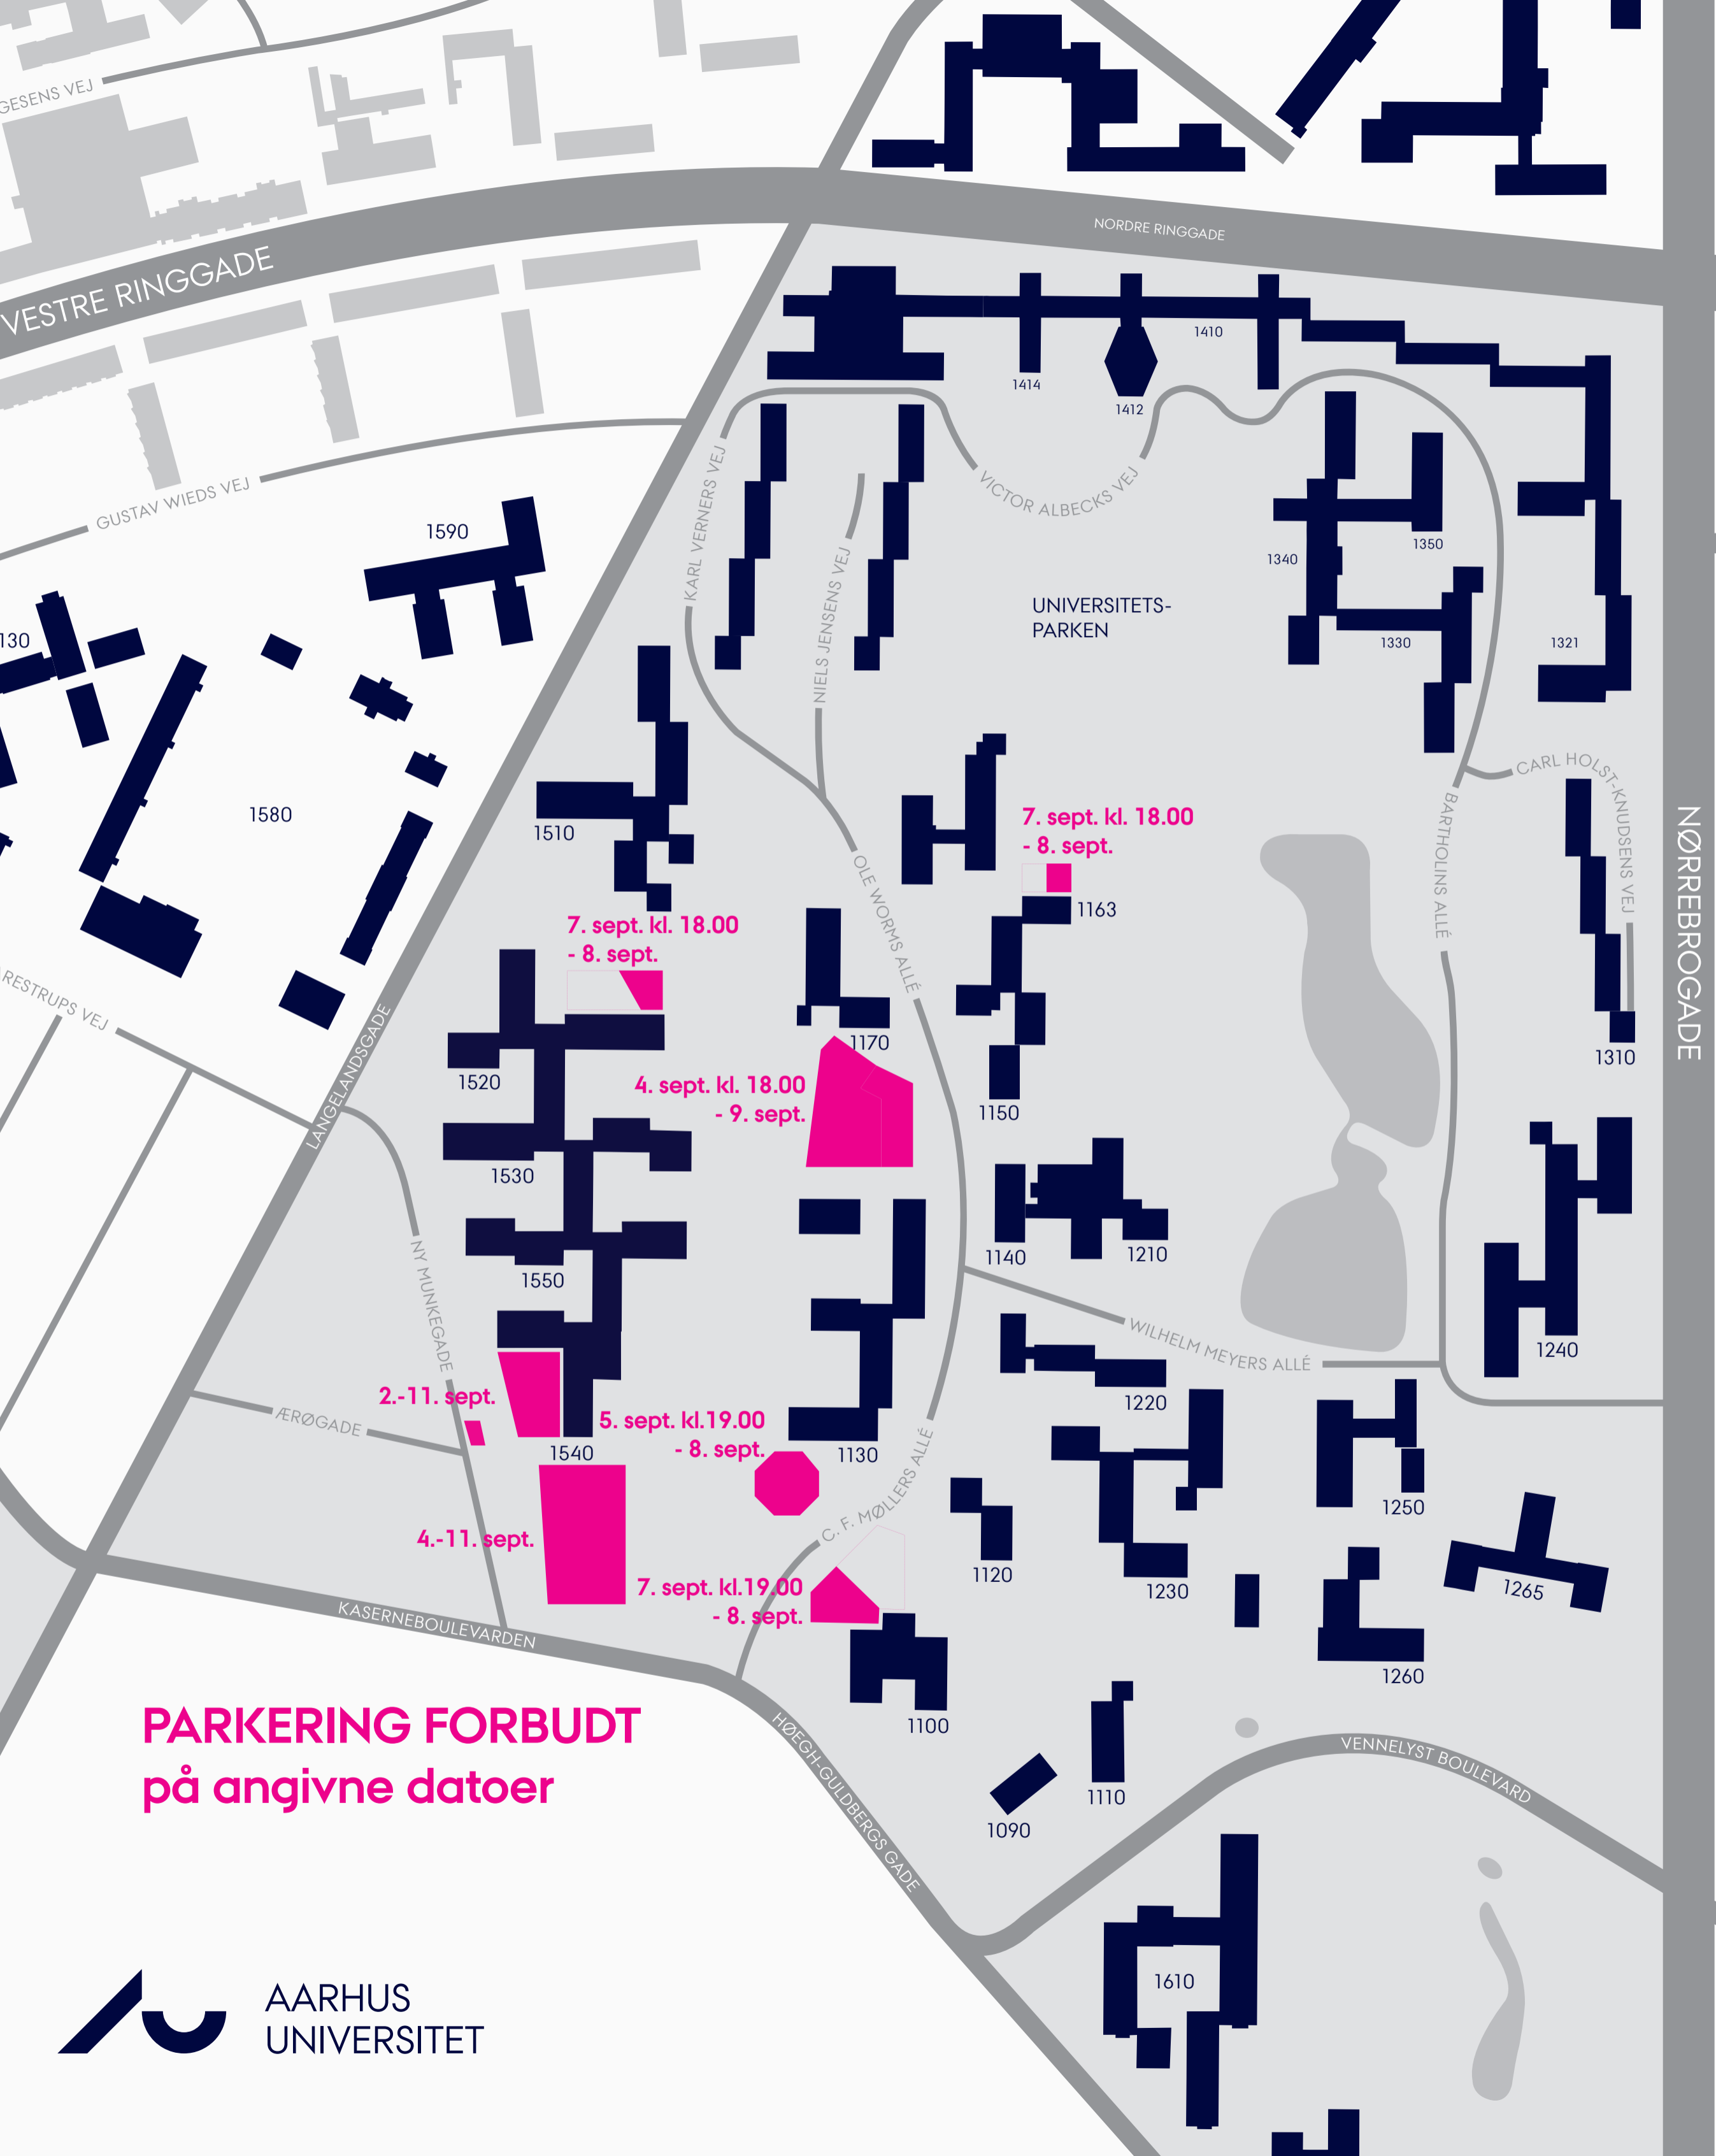 GESENS VEJ
VESTRE RINGGADE
NORDRE RINGGADE
1410
1414
1412
GUSTAV WIEDS VEJ
KARL VERNERS VEJ
VICTOR ALBECKS VEJ
NIELS JENSENS VEJ
1590
1350
1340
UNIVERSITETS-
PARKEN
130
1330
1321
CARL HOLST-KNUDSENS VEJ
BARTHOLINS ALLÉ
NØRREBROGADE
1580
1510
7. sept. kl. 18.00
- 8. sept.
OLE WORMS ALLÉ
1163
7. sept. kl. 18.00
- 8. sept.
RESTRUPS VEJ
LANGELANDSGADE
1170
1310
1520
4. sept. kl. 18.00
- 9. sept.
1150
1530
1140
1210
NY MUNKEGADE
1550
WILHELM MEYERS ALLÉ
1240
2.-11. sept.
1220
ÆRØGADE
5. sept. kl.19.00
- 8. sept.
1540
1130
C. F. MØLLERS ALLÉ
1250
4.-11. sept.
1120
1230
1265
7. sept. kl.19.00
- 8. sept.
KASERNEBOULEVARDEN
1260
1100
PARKERING FORBUDT
på angivne datoer
HØEGH-GULDBERGS GADE
VENNELYST BOULEVARD
1110
1090
1610
AARHUS
UNIVERSITET